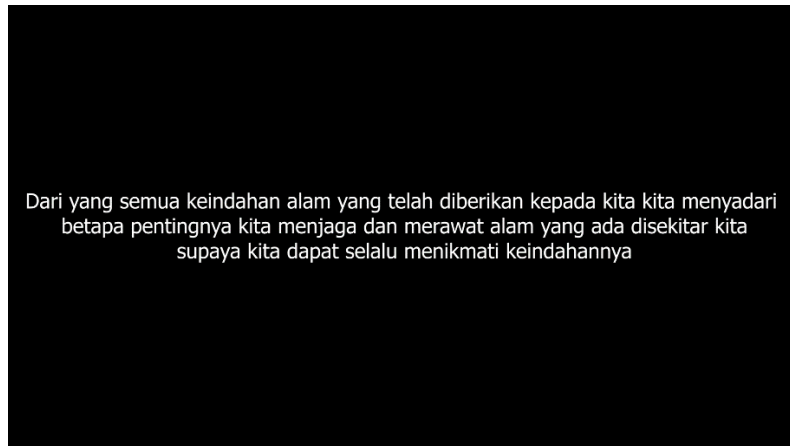 Dari yang semua keindahan alam yang telah diberikan kepada kita kita menyadari
betapa pentingnya kita menjaga dan merawat alam yang ada disekitar kita
supaya kita dapat selalu menikmati keindahannya